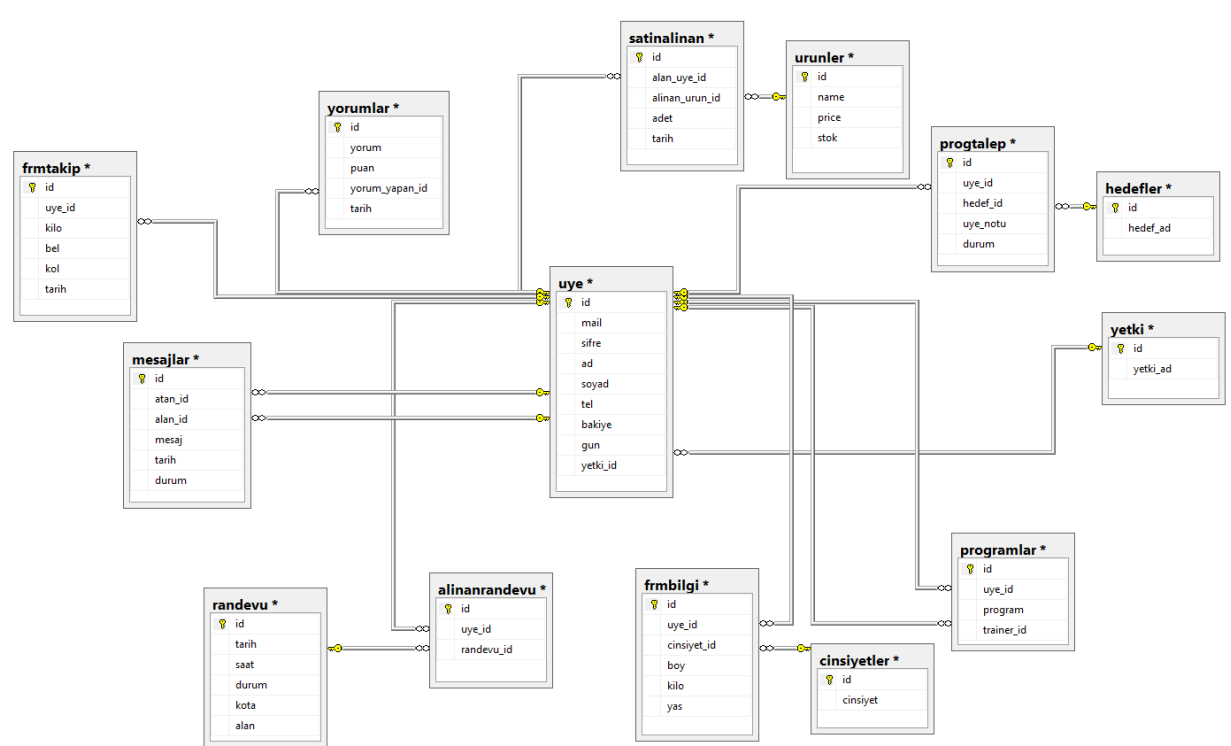 satinalinan *
id
alan_uye_id
alinan_urun_id
adet
tarih
urunler *
id
name
price
stok
yorumlar *
id
yorum
puan
yorum_yapan_id
tarih
progtalep *
id
uye_id
hedef_id
uye_notu
durum
frmtakip *
id
uye_id
kilo
bel
kol
tarih
hedefler *
id
hedef_ad
uye *
id
mail
sifre
ad
soyad
tel
bakiye
gun
yetki_id
yetki *
id
yetki_ad
mesajlar *
id
atan_id
alan_id
mesaj
tarih
durum
programlar *
id
uye_id
program
trainer_id
frmbilgi *
id
uye_id
cinsiyet_id
boy
kilo
yas
alinanrandevu *
id
uye_id
randevu_id
randevu *
id
tarih
saat
durum
kota
alan
cinsiyetler *
id
cinsiyet